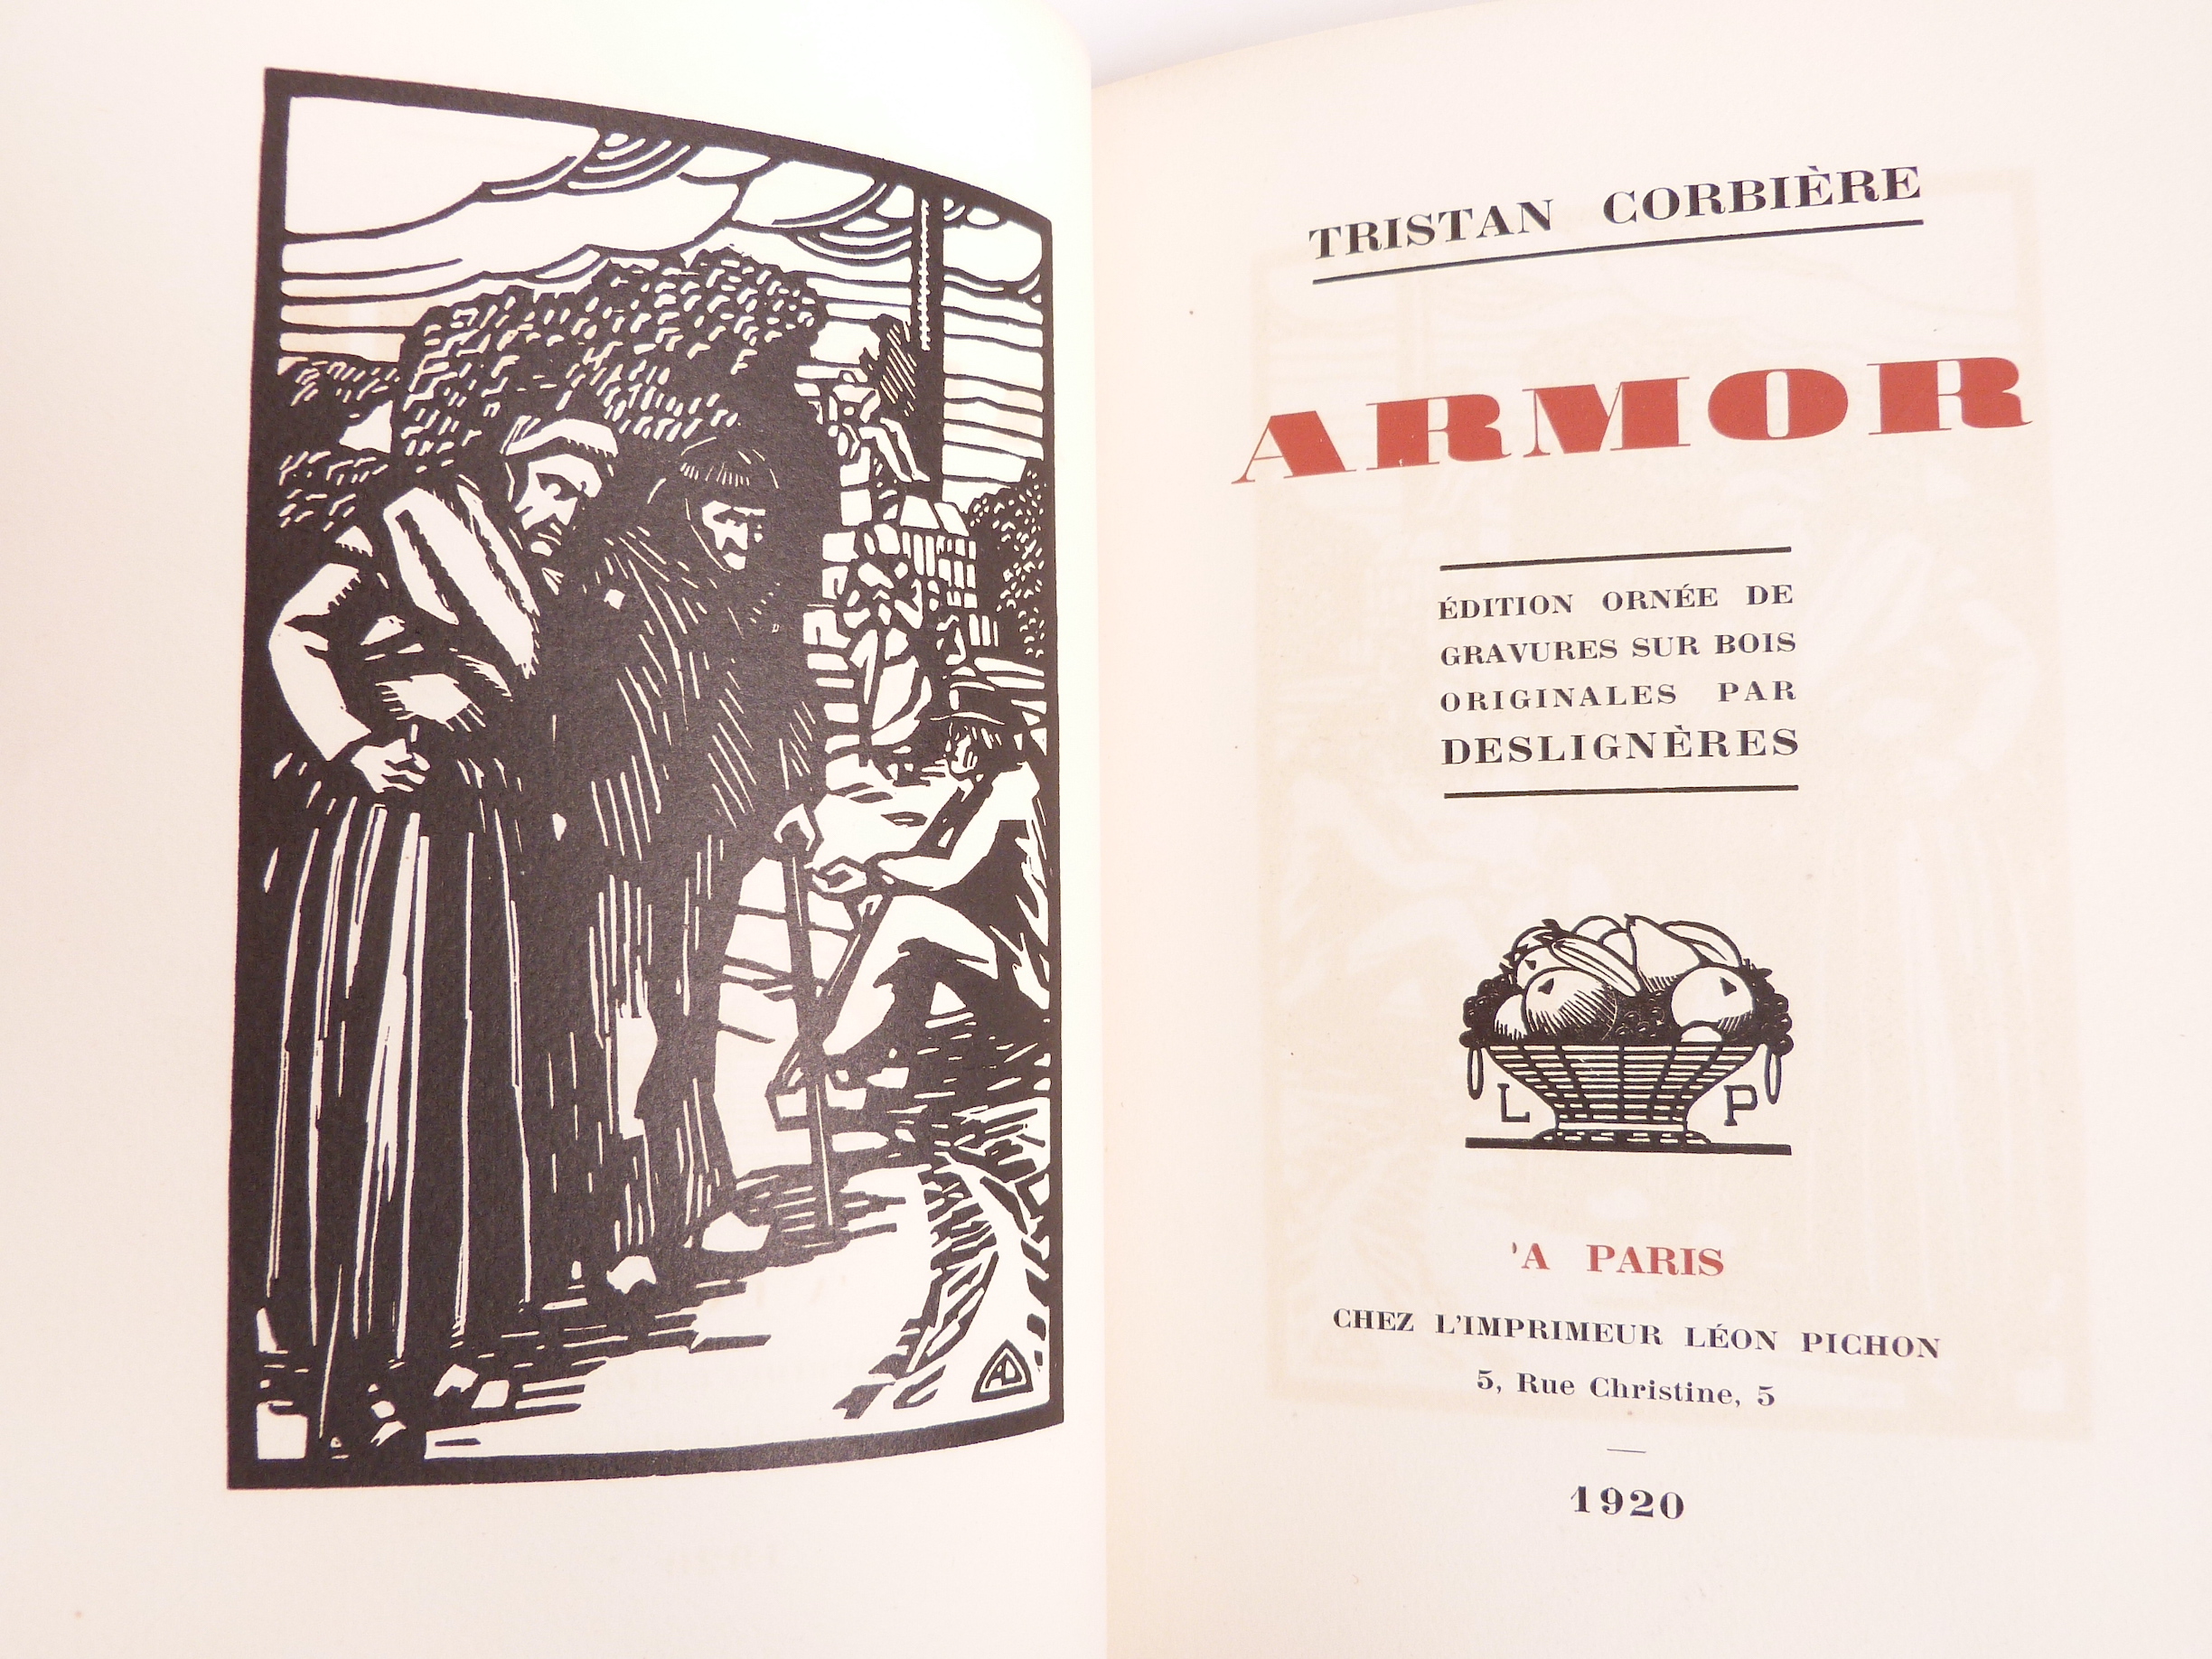 TRISTAN CORBIÈRE
ARMOR
ÉDITION ORNÉE DE
GRAVURES SUR BOIS
ORIGINALES PAR
DESLIGNÈRES
L P
'A PARIS
CHEZ L'IMPRIMEUR LÉON PICHON
5, Rue Christine, 5
1920
AD